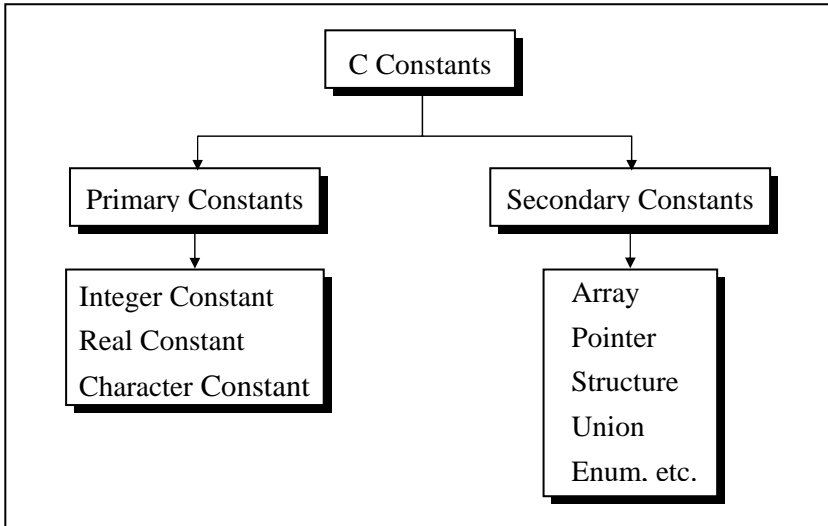 C Constants
Primary Constants
Secondary Constants
Integer Constant
Real Constant
Character Constant
Array
Pointer
Structure
Union
Enum, etc.